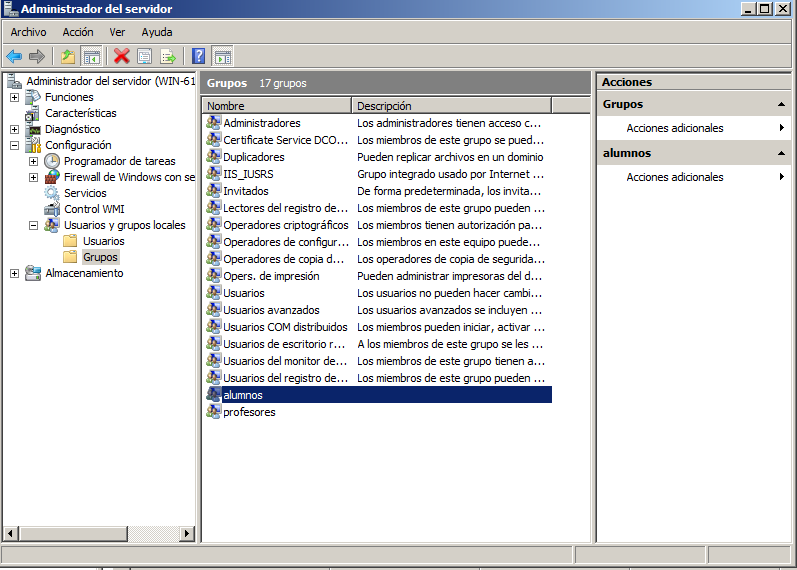 Administrador del servidor
Archivo Acción Ver Ayuda
Administrador del servidor (WIN-61
Funciones
Características
Diagnóstico
Configuración
Programador de tareas
Firewall de Windows con se
Servicios
Control WMI
Usuarios y grupos locales
Usuarios
Grupos
Almacenamiento
Grupos 17 grupos
Nombre Descripción
Administradores Los administradores tienen acceso c...
Certificate Service DCO... Los miembros de este grupo se pued...
Duplicadores Pueden replicar archivos en un dominio
IIS_IUSRS Grupo integrado usado por Internet ...
Invitados De forma predeterminada, los invita...
Lectores del registro de... Los miembros de este grupo pueden ...
Operadores criptográficos Los miembros tienen autorización pa...
Operadores de configur... Los miembros en este equipo puede...
Operadores de copia d... Los operadores de copia de segurida...
Opers. de impresión Pueden administrar impresoras del d...
Usuarios Los usuarios no pueden hacer cambi...
Usuarios avanzados Los usuarios avanzados se incluyen ...
Usuarios COM distribuidos Los miembros pueden iniciar, activar ...
Usuarios de escritorio r... A los miembros de este grupo se les ...
Usuarios del monitor de... Los miembros de este grupo tienen a...
Usuarios del registro de... Los miembros de este grupo pueden ...
alumnos
profesores
Acciones
Grupos
Acciones adicionales
alumnos
Acciones adicionales